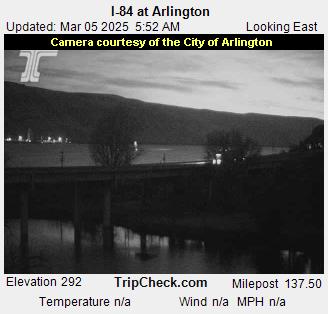 I-84 at Arlington
Updated: Mar 05 2025 5:52 AM Looking East
Camera courtesy of the City of Arlington
Elevation 292 TripCheck.com Milepost 137.50
Temperature n/a Wind n/a MPH n/a